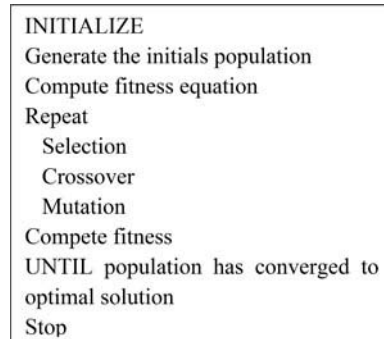 INITIALIZE
Generate the initials population
Compute fitness equation
Repeat
Selection
Crossover
Mutation
Compete fitness
UNTIL population has converged to
optimal solution
Stop